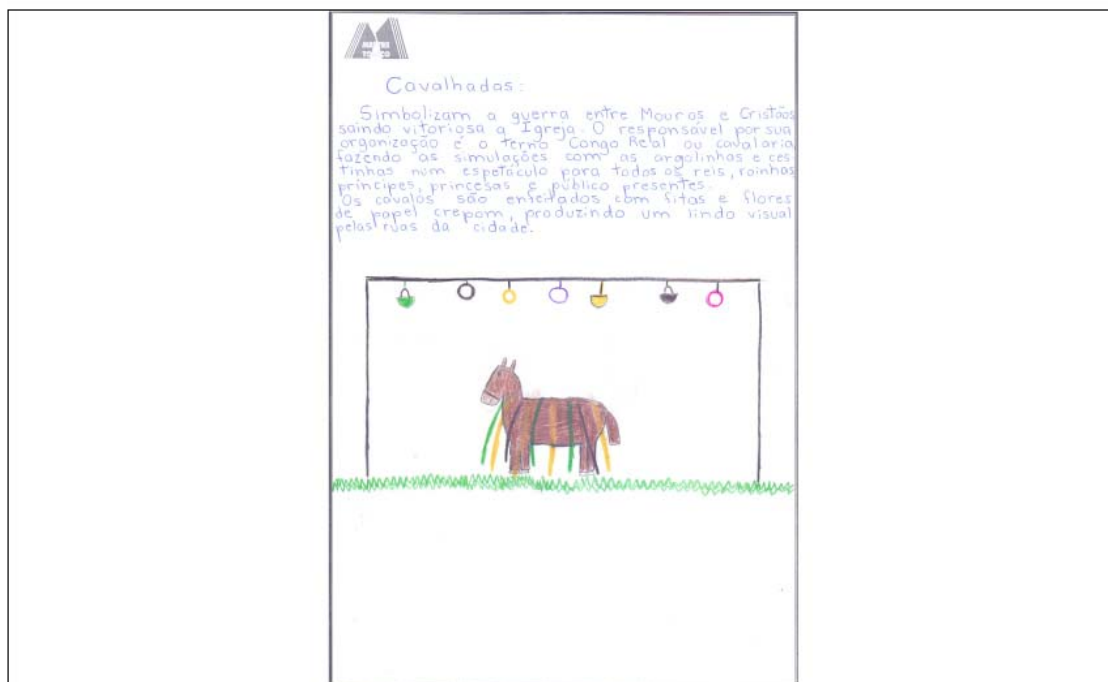 Cavalhadas:
Simbolizam a guerra entre Mouros e Cristãos
saindo vitoriosa a Igreja. O responsável por sua
organização é o terno Congo Real ou cavalaria
fazendo as simulações com as argolinhas e ces-
tinhas num espetáculo para todos os reis, rainhas
príncipes, princesas e público presentes.
Os cavalos são enfeitados com fitas e flores
de papel crepom, produzindo um lindo visual
pelas ruas da cidade.